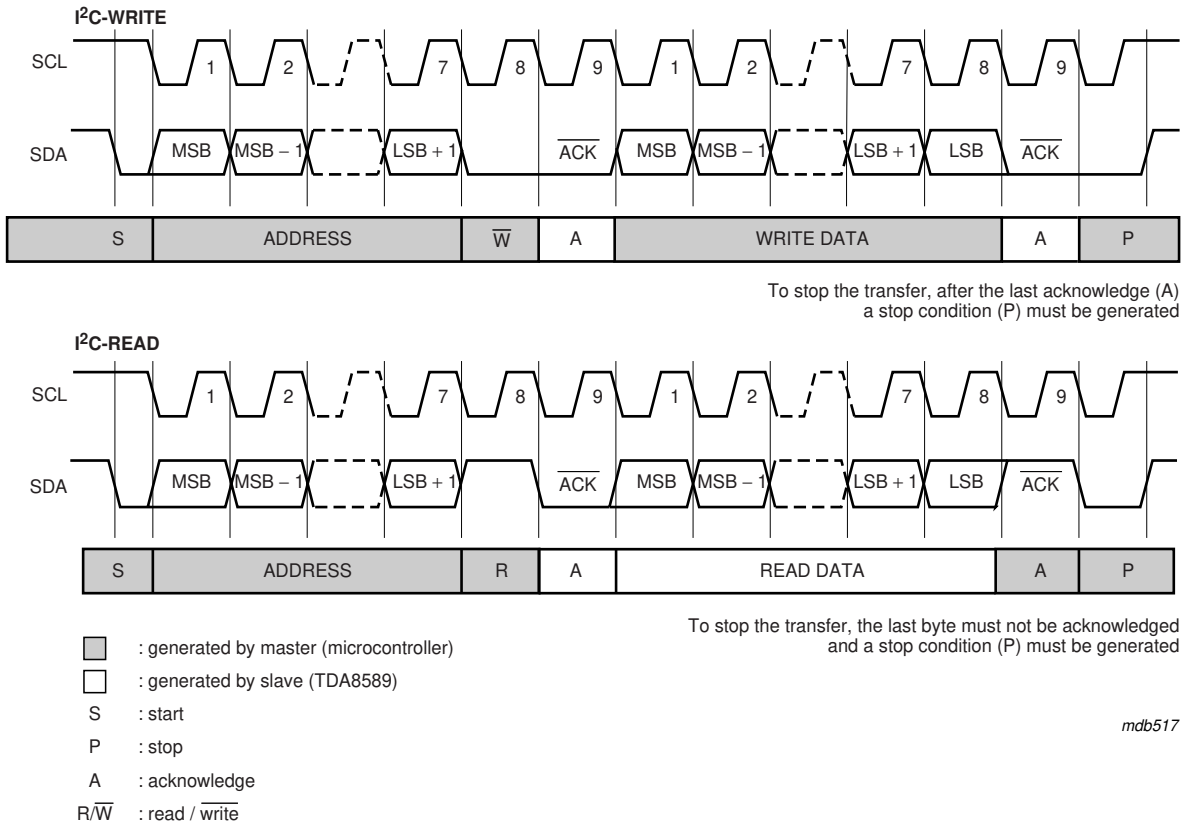 I²C-WRITE
SCL 1 2 7 8 9 1 2 7 8 9
SDA MSB MSB − 1 LSB + 1 A̅C̅K̅ MSB MSB − 1 LSB + 1 LSB A̅C̅K̅
S ADDRESS W̅ A WRITE DATA A P
To stop the transfer, after the last acknowledge (A)
a stop condition (P) must be generated
I²C-READ
SCL 1 2 7 8 9 1 2 7 8 9
SDA MSB MSB − 1 LSB + 1 A̅C̅K̅ MSB MSB − 1 LSB + 1 LSB A̅C̅K̅
S ADDRESS R A READ DATA A P
To stop the transfer, the last byte must not be acknowledged
and a stop condition (P) must be generated
: generated by master (microcontroller)
: generated by slave (TDA8589)
S : start
P : stop
A : acknowledge
R/W̅ : read / w̅r̅i̅t̅e̅
mdb517